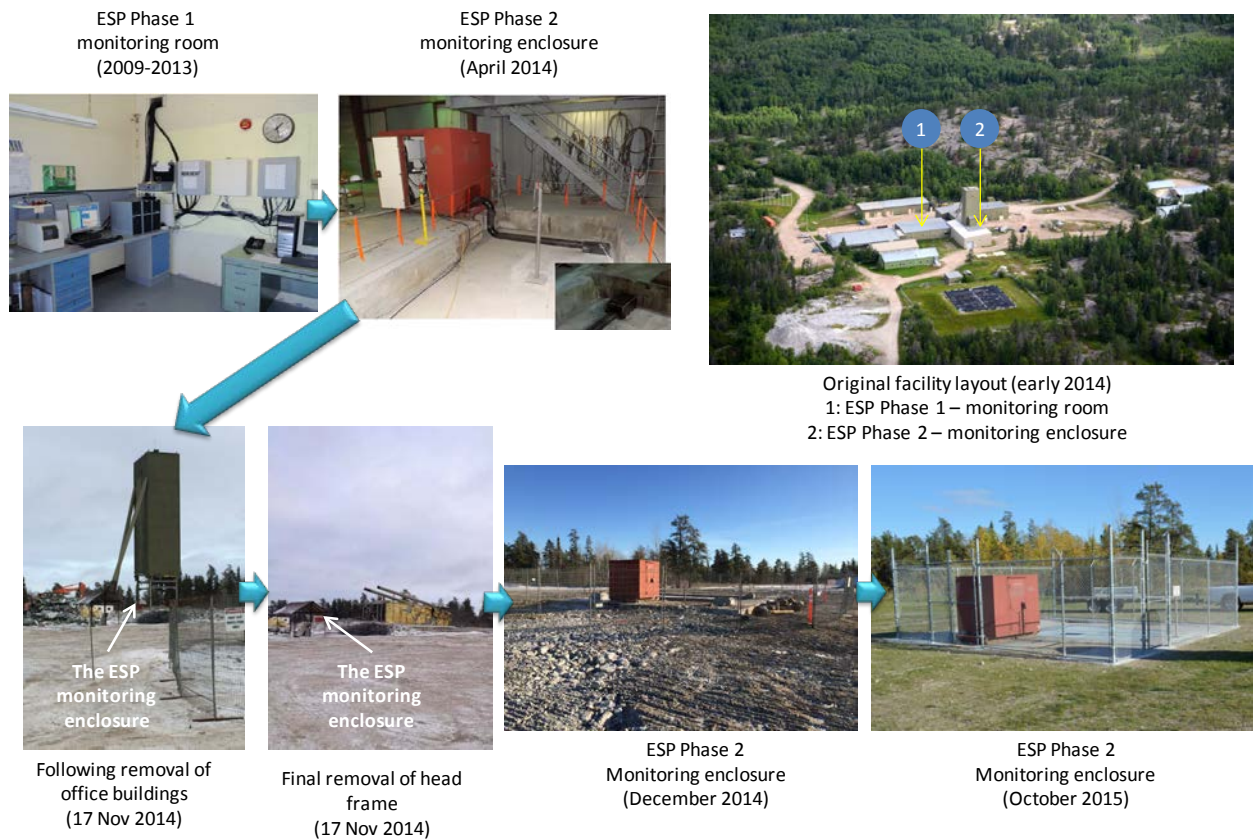 ESP Phase 1
monitoring room
(2009-2013)
ESP Phase 2
monitoring enclosure
(April 2014)
1
2
Original facility layout (early 2014)
1: ESP Phase 1 – monitoring room
2: ESP Phase 2 – monitoring enclosure
The ESP
monitoring
enclosure
Following removal of
office buildings
(17 Nov 2014)
The ESP
monitoring
enclosure
Final removal of head
frame
(17 Nov 2014)
ESP Phase 2
Monitoring enclosure
(December 2014)
ESP Phase 2
Monitoring enclosure
(October 2015)